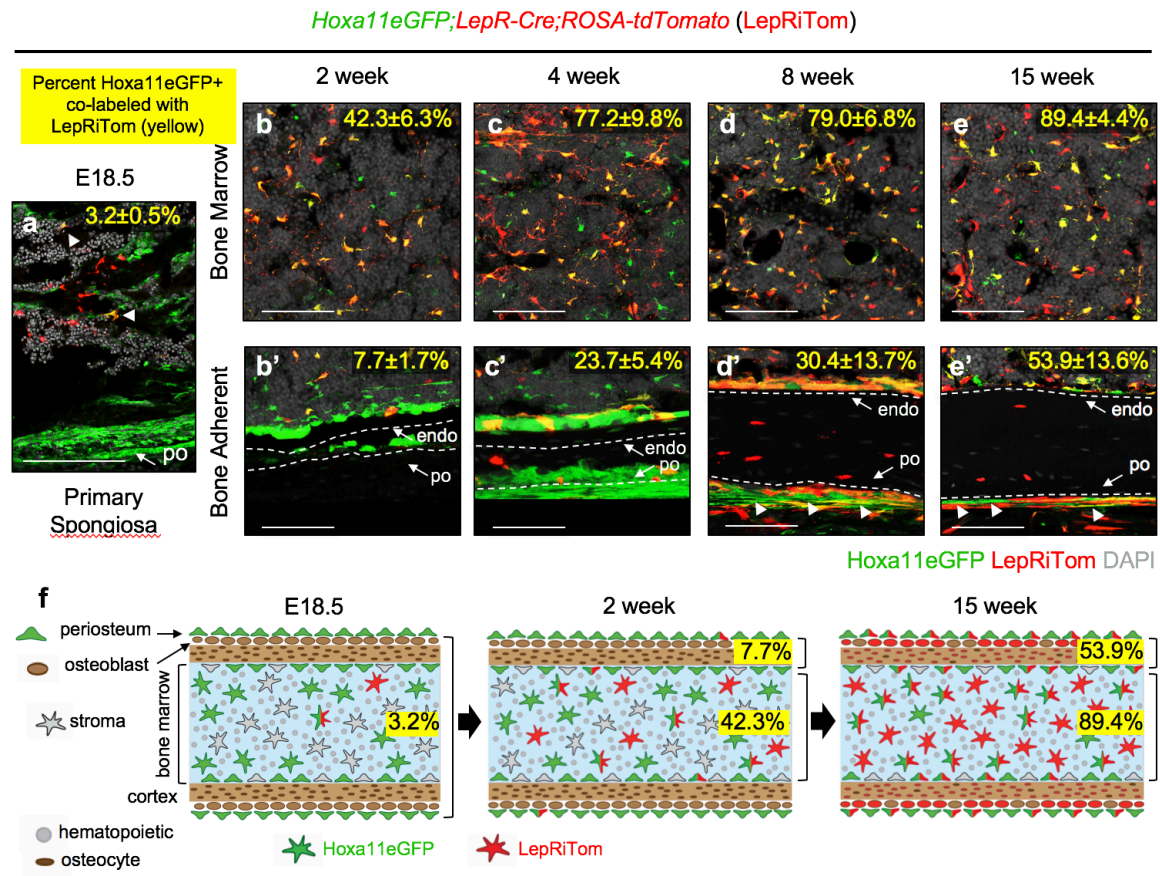 Hoxa11eGFP;LepR-Cre;ROSA-tdTomato (LepRiTom)
Percent Hoxa11eGFP+
co-labeled with
LepRiTom (yellow)
2 week
4 week
8 week
15 week
E18.5
Bone Marrow
a
3.2±0.5%
po
Primary
Spongiosa
b
42.3±6.3%
c
77.2±9.8%
d
79.0±6.8%
e
89.4±4.4%
Bone Adherent
b'
7.7±1.7%
endo
po
c'
23.7±5.4%
endo
po
d'
30.4±13.7%
endo
po
e'
53.9±13.6%
endo
po
Hoxa11eGFP LepRiTom DAPI
f
E18.5
2 week
15 week
periosteum
osteoblast
stroma
bone marrow
cortex
hematopoietic
osteocyte
3.2%
7.7%
42.3%
53.9%
89.4%
Hoxa11eGFP
LepRiTom